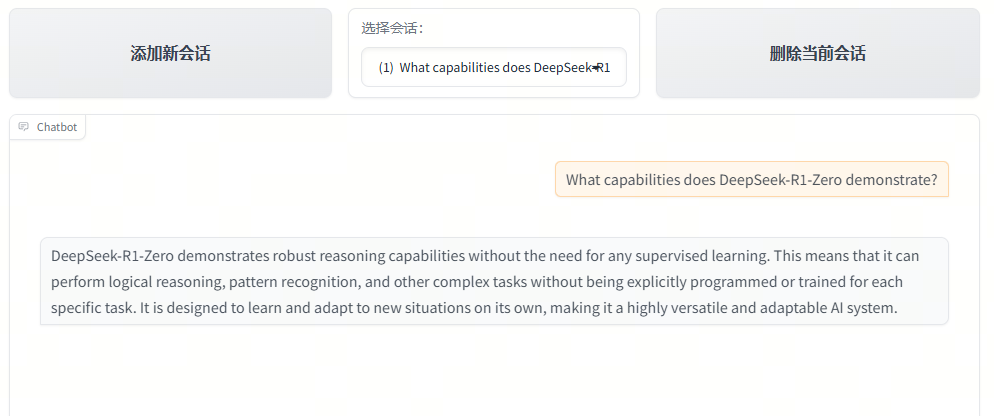 添加新会话
选择会话：
(1) What capabilities does DeepSeek-R1
删除当前会话
Chatbot
What capabilities does DeepSeek-R1-Zero demonstrate?
DeepSeek-R1-Zero demonstrates robust reasoning capabilities without the need for any supervised learning. This means that it can
perform logical reasoning, pattern recognition, and other complex tasks without being explicitly programmed or trained for each
specific task. It is designed to learn and adapt to new situations on its own, making it a highly versatile and adaptable AI system.